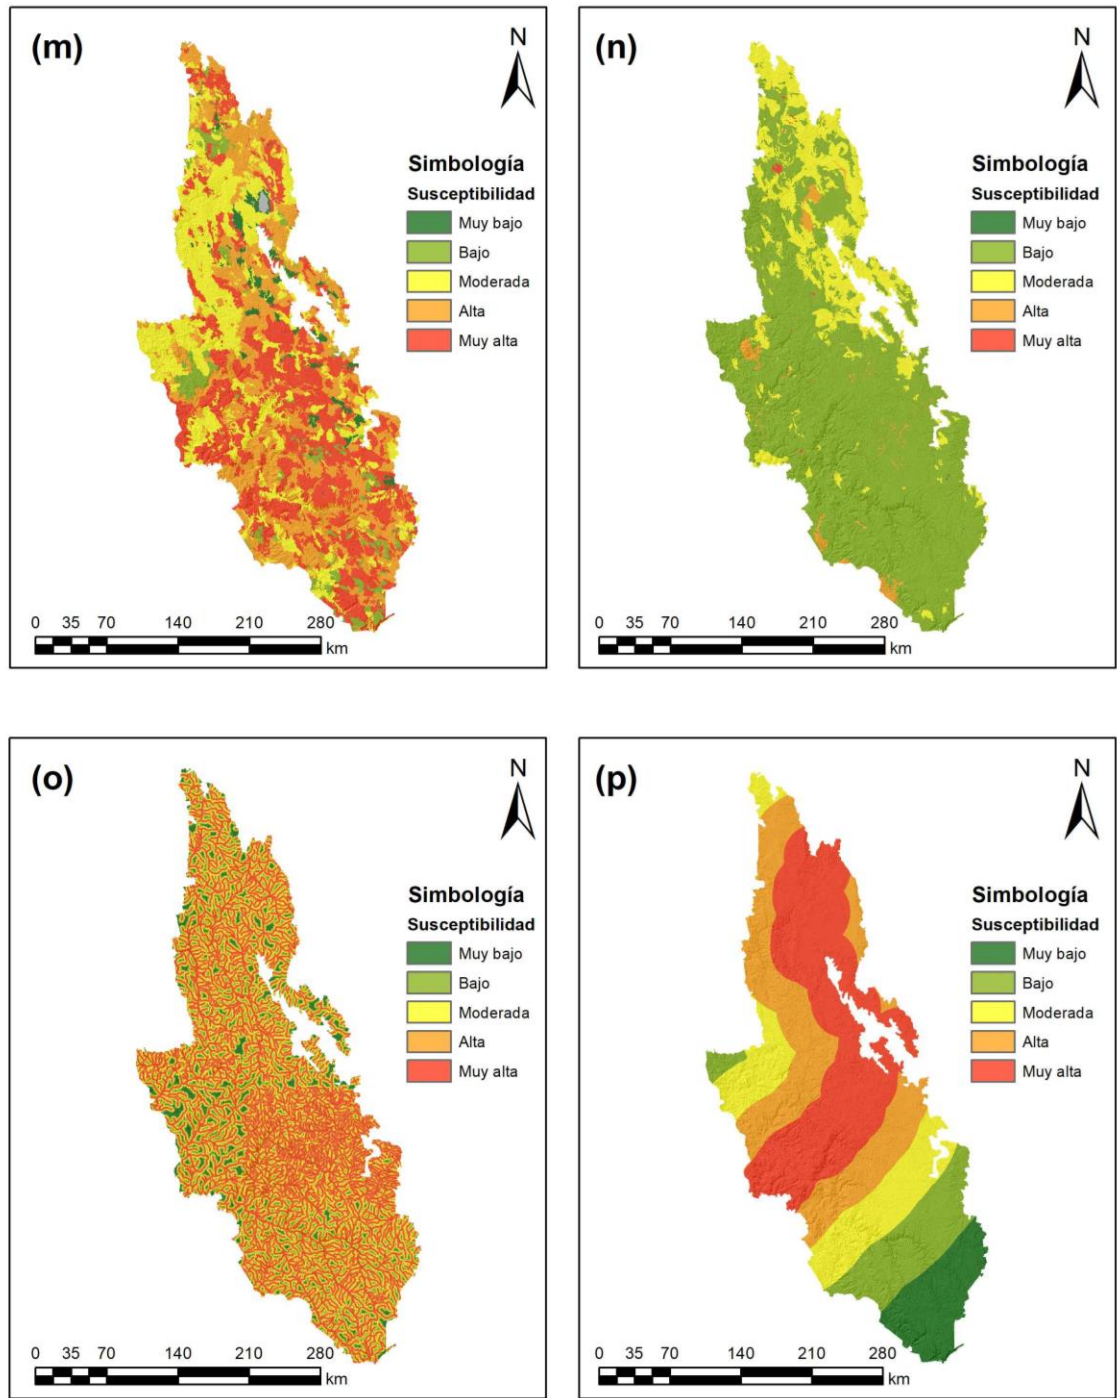 (m)
N
Simbología
Susceptibilidad
Muy bajo
Bajo
Moderada
Alta
Muy alta
0 35 70 140 210 280
km
(n)
N
Simbología
Susceptibilidad
Muy bajo
Bajo
Moderada
Alta
Muy alta
0 35 70 140 210 280
km
(o)
N
Simbología
Susceptibilidad
Muy bajo
Bajo
Moderada
Alta
Muy alta
0 35 70 140 210 280
km
(p)
N
Simbología
Susceptibilidad
Muy bajo
Bajo
Moderada
Alta
Muy alta
0 35 70 140 210 280
km